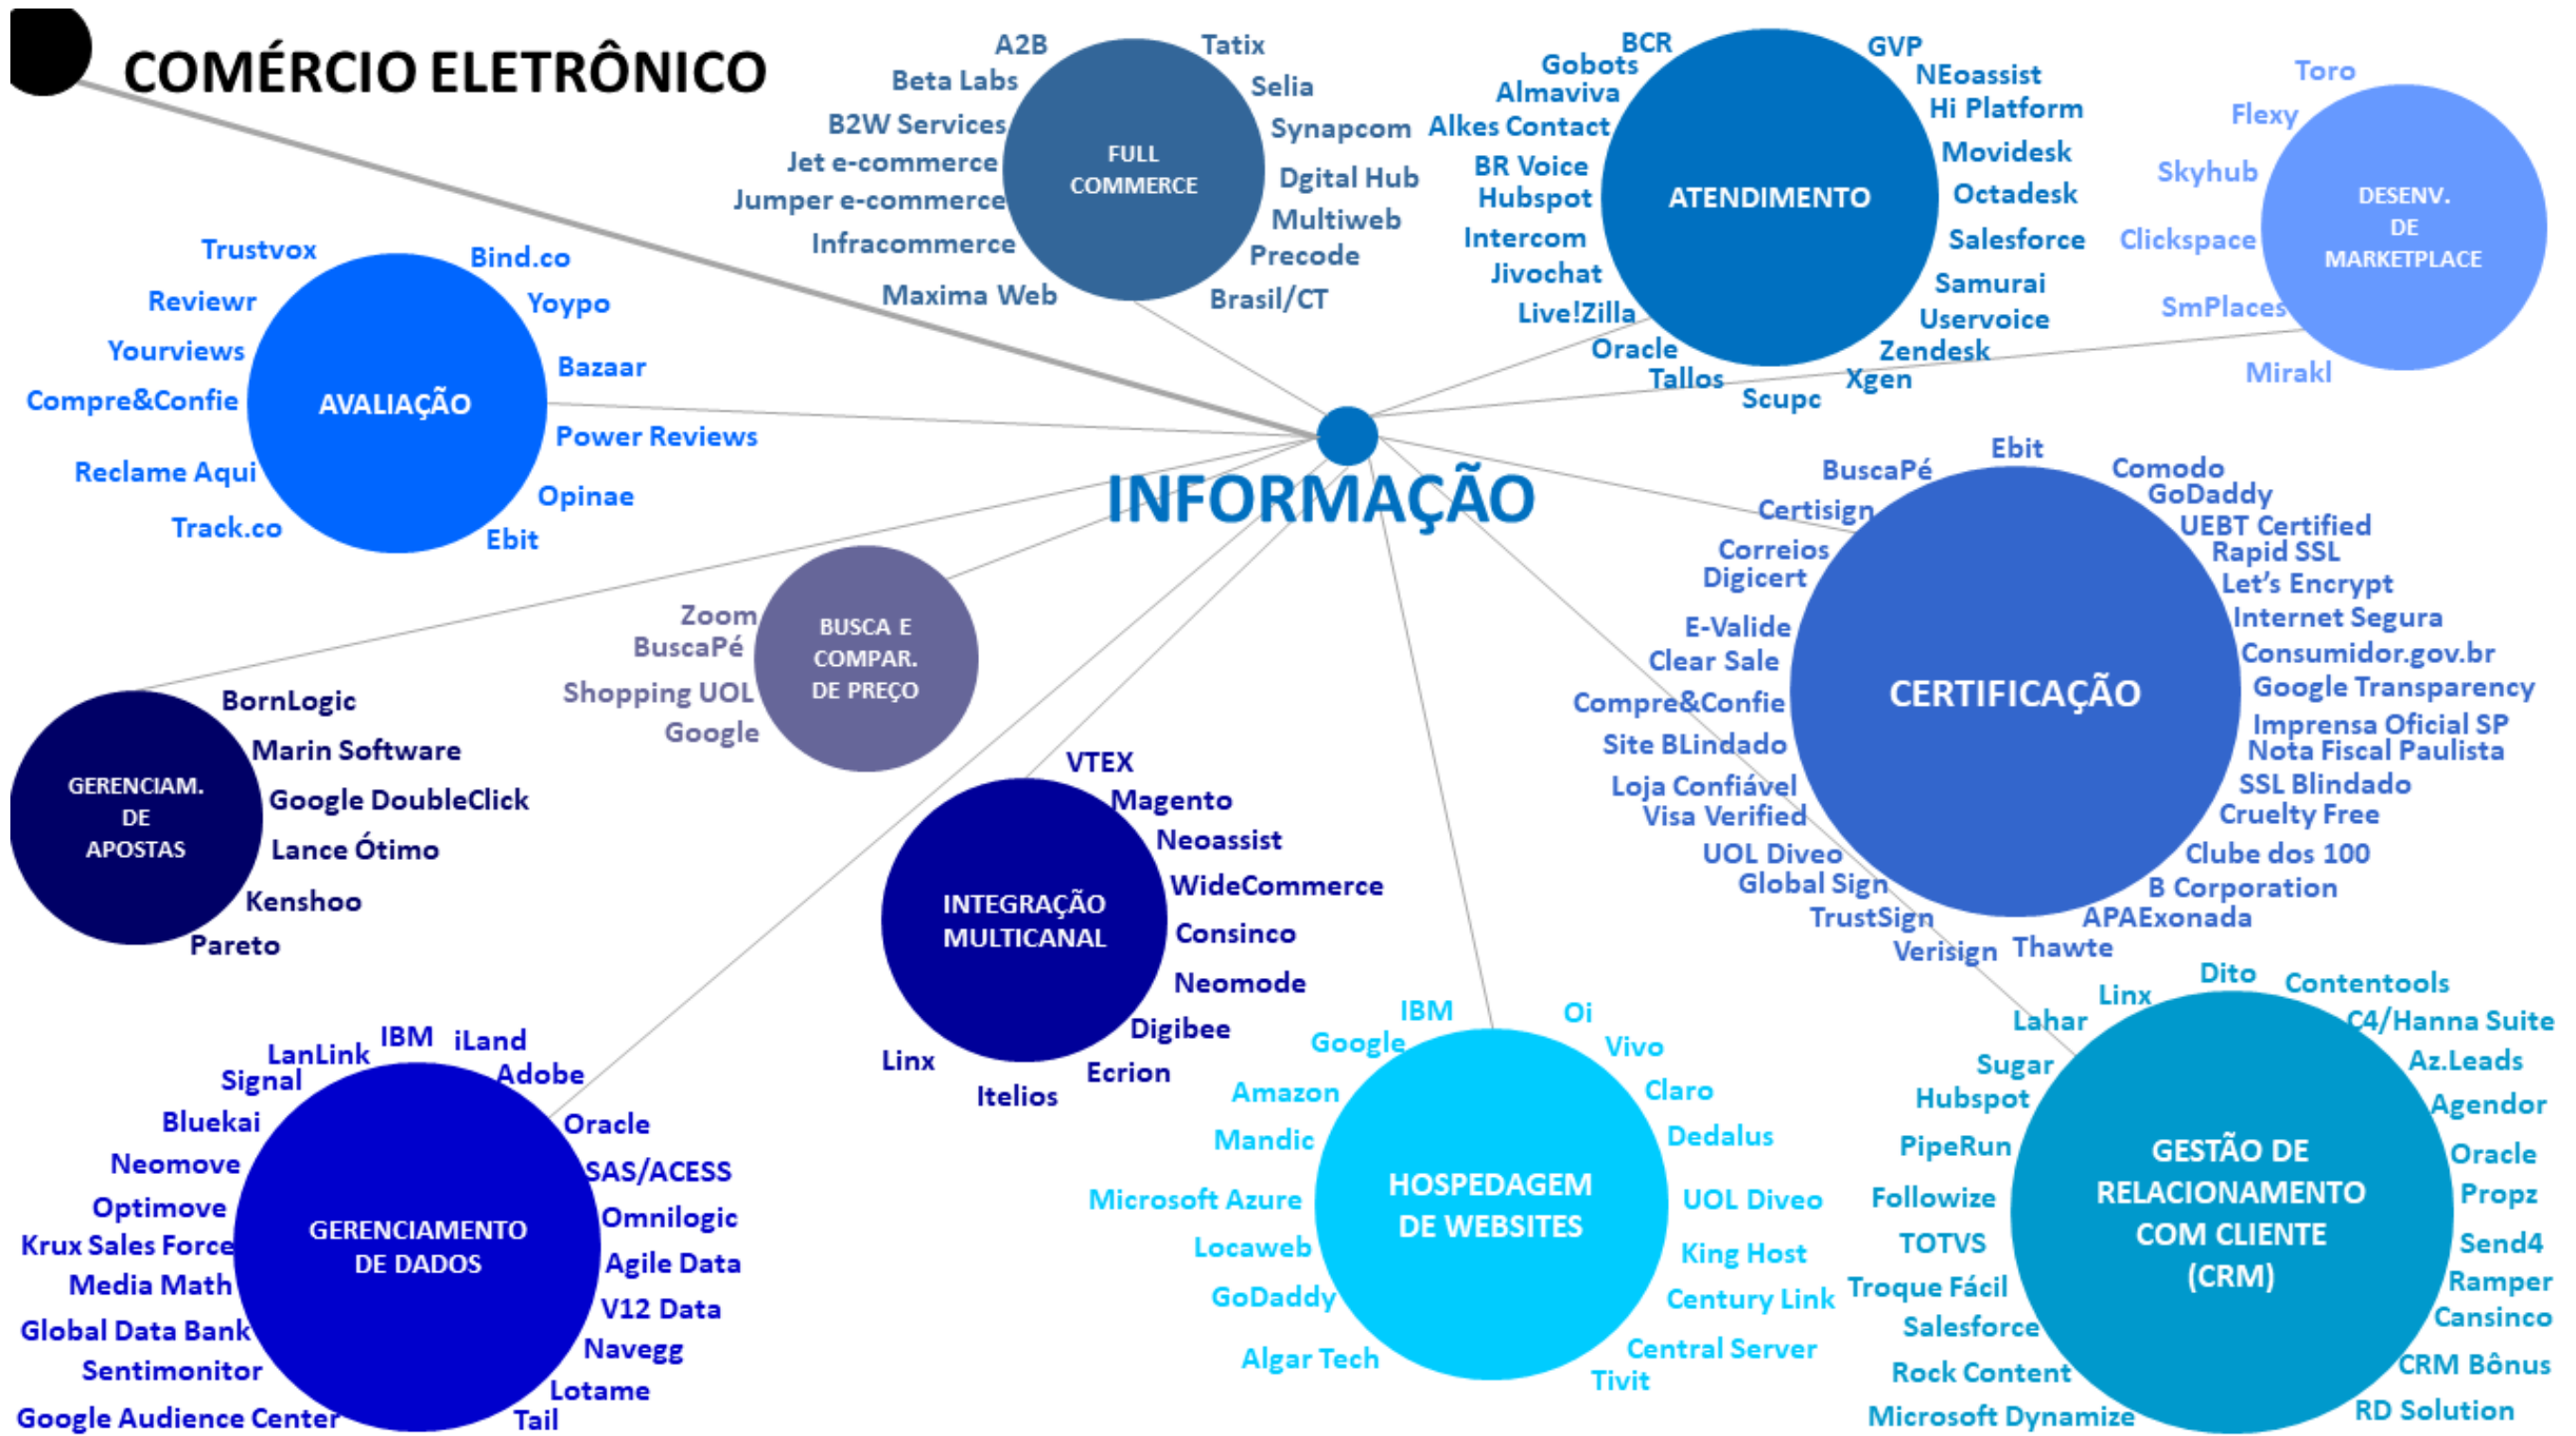 COMÉRCIO ELETRÔNICO
INFORMAÇÃO
FULL
COMMERCE
A2B
Beta Labs
B2W Services
Jet e-commerce
Jumper e-commerce
Infracommerce
Maxima Web
Tatix
Selia
Synapcom
Dgital Hub
Multiweb
Precode
Brasil/CT
ATENDIMENTO
BCR
Gobots
Almaviva
Alkes Contact
BR Voice
Hubspot
Intercom
Jivochat
Live!Zilla
Oracle
Tallos
Scupc
Xgen
Zendesk
Uservoice
Samurai
Salesforce
Octadesk
Movidesk
Hi Platform
NEoassist
GVP
DESENV.
DE
MARKETPLACE
Toro
Flexy
Skyhub
Clickspace
SmPlaces
Mirakl
AVALIAÇÃO
Trustvox
Reviewr
Yourviews
Compre&Confie
Reclame Aqui
Track.co
Bind.co
Yoypo
Bazaar
Power Reviews
Opinae
Ebit
BUSCA E
COMPAR.
DE PREÇO
Zoom
BuscaPé
Shopping UOL
Google
CERTIFICAÇÃO
Ebit
BuscaPé
Certisign
Correios
Digicert
E-Valide
Clear Sale
Compre&Confie
Site BLindado
Loja Confiável
Visa Verified
UOL Diveo
Global Sign
TrustSign
Verisign
Thawte
APAExonada
B Corporation
Clube dos 100
Cruelty Free
SSL Blindado
Nota Fiscal Paulista
Imprensa Oficial SP
Google Transparency
Consumidor.gov.br
Internet Segura
Let’s Encrypt
Rapid SSL
UEBT Certified
GoDaddy
Comodo
GERENCIAM.
DE
APOSTAS
BornLogic
Marin Software
Google DoubleClick
Lance Ótimo
Kenshoo
Pareto
INTEGRAÇÃO
MULTICANAL
VTEX
Magento
Neoassist
WideCommerce
Consinco
Neomode
Digibee
Ecrion
Itelios
Linx
GERENCIAMENTO
DE DADOS
IBM
LanLink
Signal
Bluekai
Neomove
Optimove
Krux Sales Force
Media Math
Global Data Bank
Sentimonitor
Google Audience Center
iLand
Adobe
Oracle
SAS/ACESS
Omnilogic
Agile Data
V12 Data
Navegg
Lotame
Tail
HOSPEDAGEM
DE WEBSITES
IBM
Google
Amazon
Mandic
Microsoft Azure
Locaweb
GoDaddy
Algar Tech
Oi
Vivo
Claro
Dedalus
UOL Diveo
King Host
Century Link
Central Server
Tivit
GESTÃO DE
RELACIONAMENTO
COM CLIENTE
(CRM)
Dito
Linx
Lahar
Sugar
Hubspot
PipeRun
Followize
TOTVS
Troque Fácil
Salesforce
Rock Content
Microsoft Dynamize
Contentools
C4/Hanna Suite
Az.Leads
Agendor
Oracle
Propz
Send4
Ramper
Cansinco
CRM Bônus
RD Solution